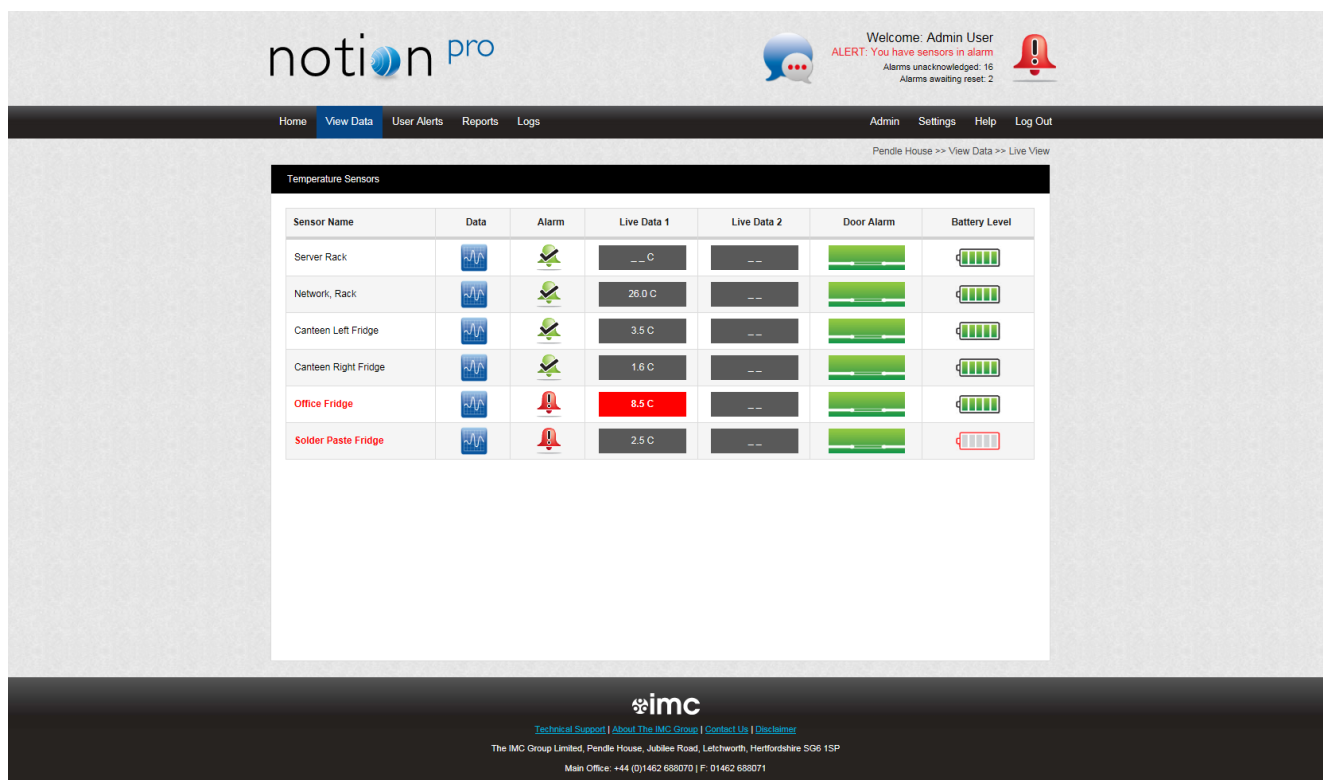 notion pro
Welcome: Admin User
ALERT: You have sensors in alarm
Alarms unacknowledged: 16
Alarms awaiting reset: 2
Home View Data User Alerts Reports Logs Admin Settings Help Log Out
Pendle House >> View Data >> Live View
Temperature Sensors
Sensor Name Data Alarm Live Data 1 Live Data 2 Door Alarm Battery Level
Server Rack _ _ C _ _
Network, Rack 26.0 C _ _
Canteen Left Fridge 3.5 C _ _
Canteen Right Fridge 1.6 C _ _
Office Fridge 8.5 C _ _
Solder Paste Fridge 2.5 C _ _
imc
Technical Support | About The IMC Group | Contact Us | Disclaimer
The IMC Group Limited, Pendle House, Jubilee Road, Letchworth, Hertfordshire SG6 1SP
Main Office: +44 (0)1462 688070 | F: 01462 688071